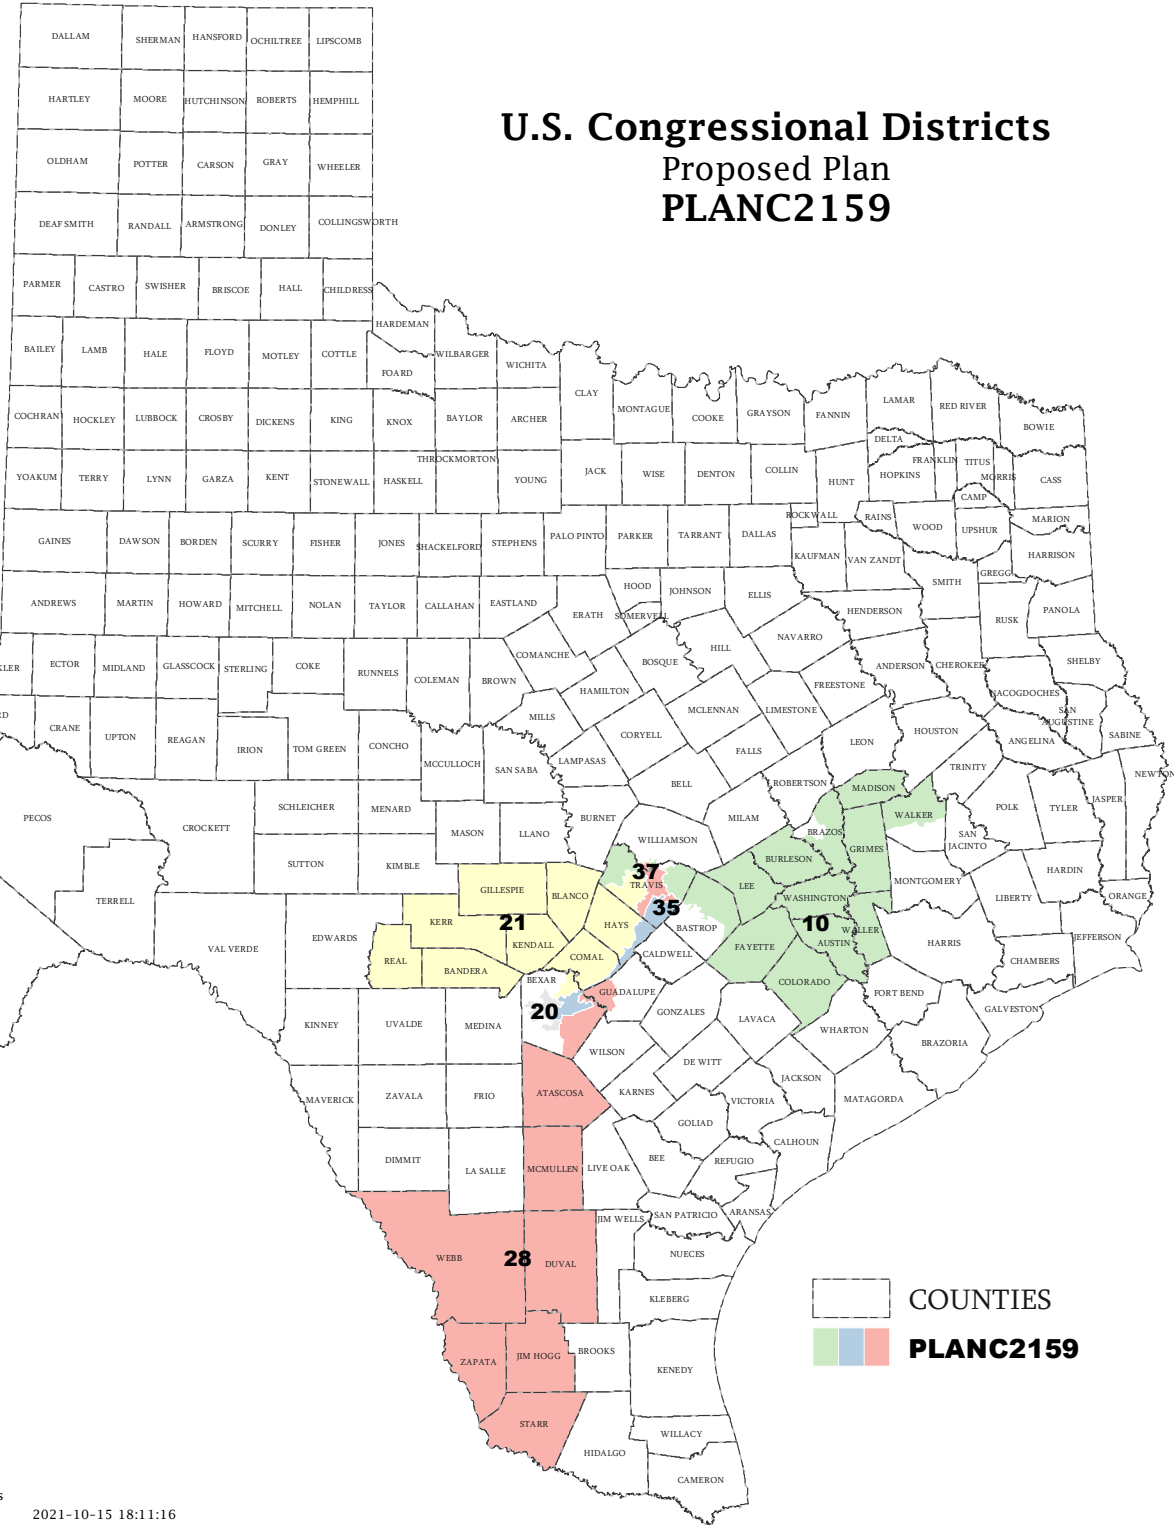 U.S. Congressional Districts
Proposed Plan
PLANC2159
DALLAM SHERMAN HANSFORD OCHILTREE LIPSCOMB
HARTLEY MOORE HUTCHINSON ROBERTS HEMPHILL
OLDHAM POTTER CARSON GRAY WHEELER
DEAF SMITH RANDALL ARMSTRONG DONLEY COLLINGSWORTH
PARMER CASTRO SWISHER BRISCOE HALL CHILDRESS
HARDEMAN
BAILEY LAMB HALE FLOYD MOTLEY COTTLE WILBARGER WICHITA
FOARD
CLAY
COCHRAN HOCKLEY LUBBOCK CROSBY DICKENS KING KNOX BAYLOR ARCHER MONTAGUE COOKE GRAYSON FANNIN LAMAR RED RIVER BOWIE
DELTA
THROCKMORTON FRANKLIN TITUS
YOAKUM TERRY LYNN GARZA KENT STONEWALL HASKELL YOUNG JACK WISE DENTON COLLIN HUNT HOPKINS MORRIS CASS
CAMP
ROCKWALL RAINS WOOD UPSHUR MARION
GAINES DAWSON BORDEN SCURRY FISHER JONES SHACKELFORD STEPHENS PALO PINTO PARKER TARRANT DALLAS KAUFMAN VAN ZANDT HARRISON
GREGG
SMITH
ANDREWS MARTIN HOWARD MITCHELL NOLAN TAYLOR CALLAHAN EASTLAND ERATH HOOD JOHNSON ELLIS HENDERSON PANOLA
SOMERVELL RUSK
NAVARRO
KLER ECTOR MIDLAND GLASSCOCK STERLING COKE RUNNELS COLEMAN BROWN COMANCHE BOSQUE HILL ANDERSON CHEROKEE SHELBY
HAMILTON FREESTONE NACOGDOCHES
RD CRANE UPTON REAGAN IRION TOM GREEN CONCHO MILLS MCLENNAN LIMESTONE SAN
AUGUSTINE
CORYELL FALLS LEON HOUSTON ANGELINA SABINE
MCCULLOCH SAN SABA LAMPASAS BELL ROBERTSON MADISON TRINITY NEWTON
PECOS CROCKETT SCHLEICHER MENARD MASON LLANO BURNET MILAM BRAZOS WALKER POLK TYLER JASPER
SAN
JACINTO
SUTTON KIMBLE WILLIAMSON BURLESON GRIMES
37
TRAVIS
TERRELL GILLESPIE BLANCO LEE WASHINGTON MONTGOMERY LIBERTY HARDIN ORANGE
35
VAL VERDE EDWARDS KERR 21 HAYS BASTROP 10 WALLER
REAL KENDALL COMAL CALDWELL FAYETTE AUSTIN HARRIS CHAMBERS JEFFERSON
BANDERA BEXAR GUADALUPE COLORADO FORT BEND GALVESTON
20
KINNEY UVALDE MEDINA GONZALES LAVACA WHARTON BRAZORIA
WILSON DE WITT
MAVERICK ZAVALA FRIO ATASCOSA KARNES VICTORIA JACKSON MATAGORDA
GOLIAD CALHOUN
DIMMIT LA SALLE MCMULLEN LIVE OAK BEE REFUGIO
JIM WELLS SAN PATRICIO ARANSAS
WEBB 28 DUVAL NUECES
KLEBERG
ZAPATA JIM HOGG BROOKS KENEDY
STARR HIDALGO WILLACY
CAMERON
COUNTIES
PLANC2159
s
2021-10-15 18:11:16